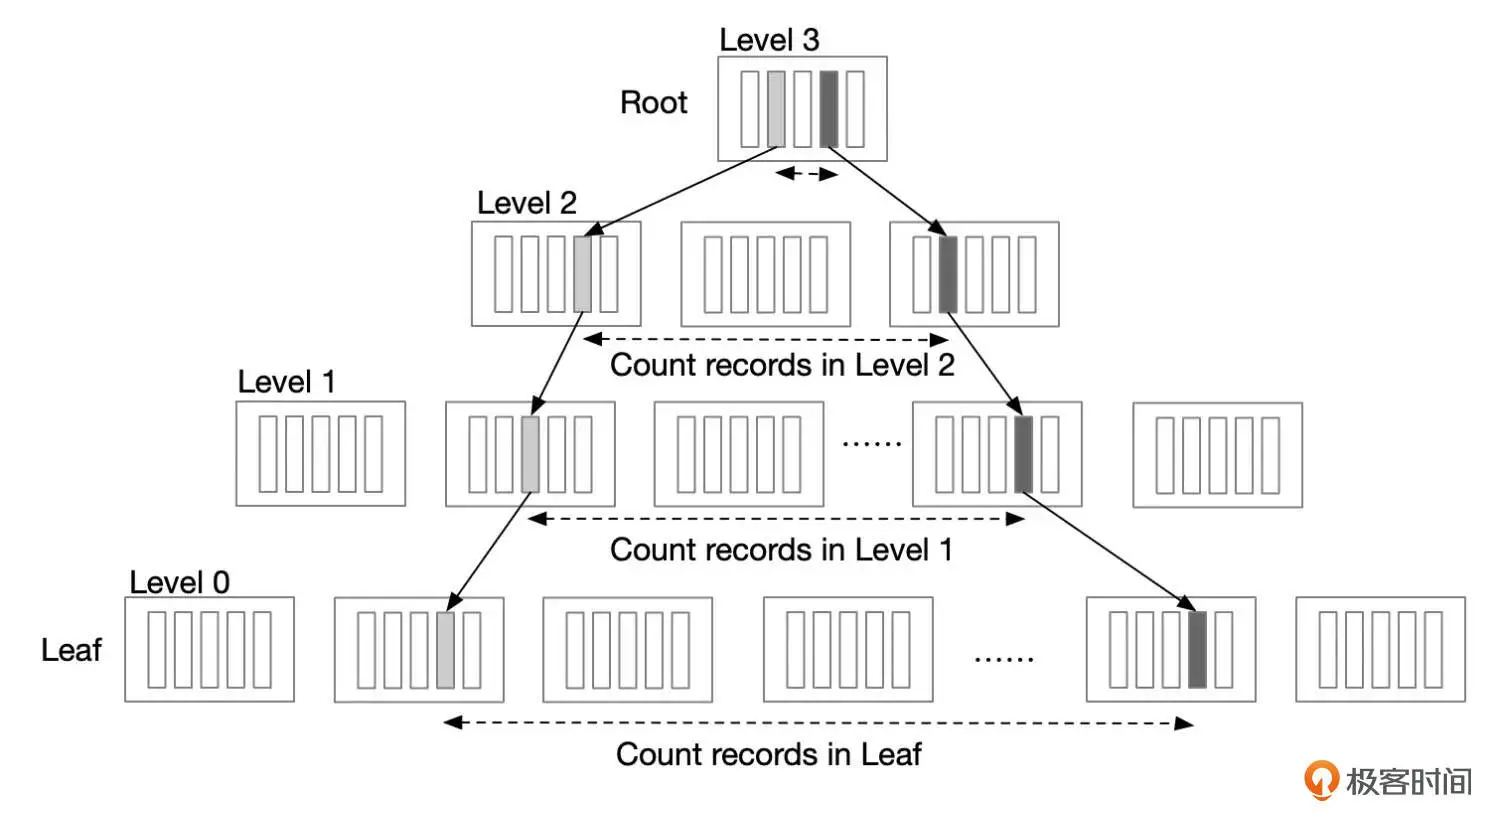 Level 3
Root
Level 2
Count records in Level 2
Level 1
......
Count records in Level 1
Level 0
Leaf
......
Count records in Leaf
极客时间